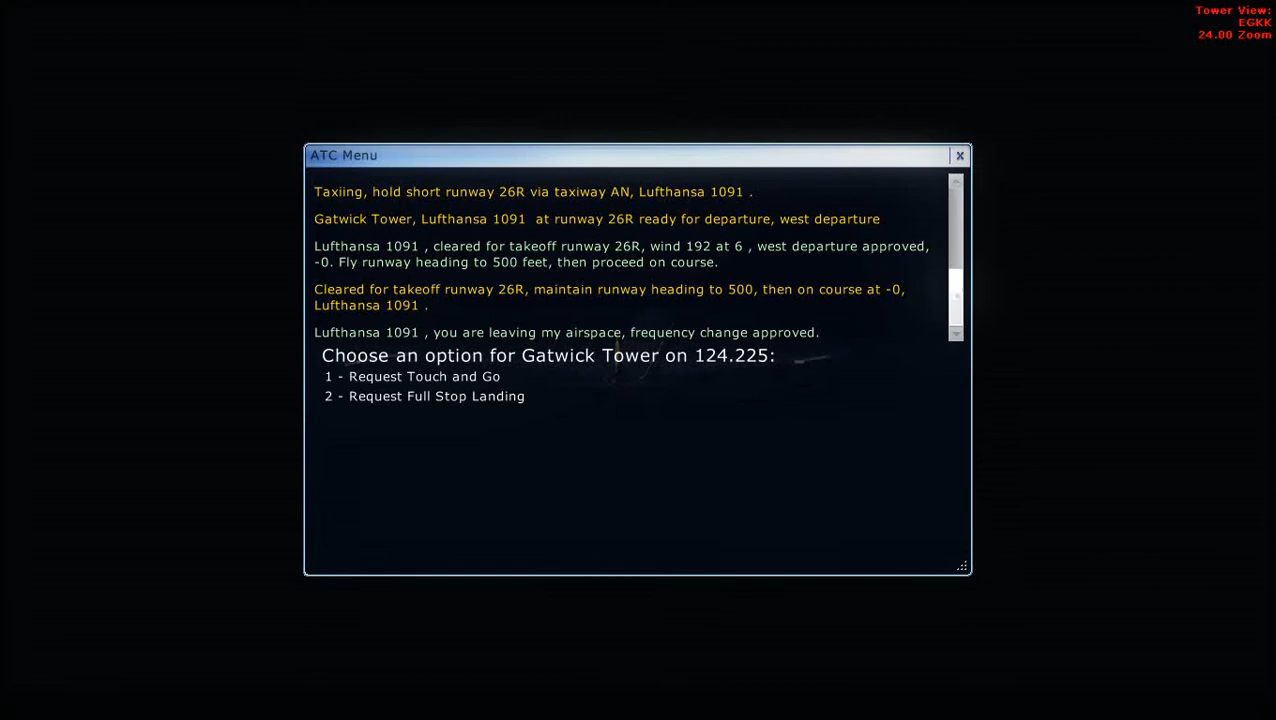 Tower View:
EGKK
24.00 Zoom
ATC Menu
x
Taxiing, hold short runway 26R via taxiway AN, Lufthansa 1091 .
Gatwick Tower, Lufthansa 1091 at runway 26R ready for departure, west departure
Lufthansa 1091 , cleared for takeoff runway 26R, wind 192 at 6 , west departure approved,
-0. Fly runway heading to 500 feet, then proceed on course.
Cleared for takeoff runway 26R, maintain runway heading to 500, then on course at -0,
Lufthansa 1091 .
Lufthansa 1091 , you are leaving my airspace, frequency change approved.
Choose an option for Gatwick Tower on 124.225:
1 - Request Touch and Go
2 - Request Full Stop Landing